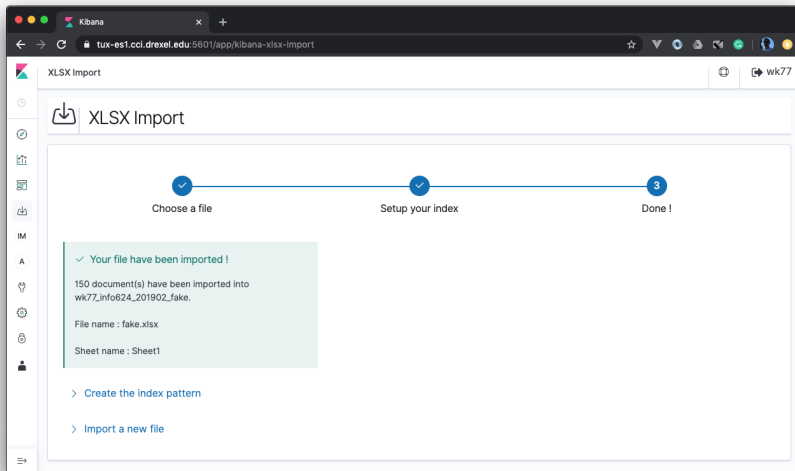 Kibana
tux-es1.cci.drexel.edu:5601/app/kibana-xlsx-import
XLSX Import
wk77
XLSX Import
3
Choose a file
Setup your index
Done !
Your file have been imported !
150 document(s) have been imported into
wk77_info624_201902_fake.
File name : fake.xlsx
Sheet name : Sheet1
Create the index pattern
Import a new file
IM
A